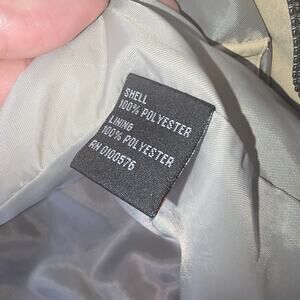 SHELL
100% POLYESTER
LINING
100% POLYESTER
RN 0100576